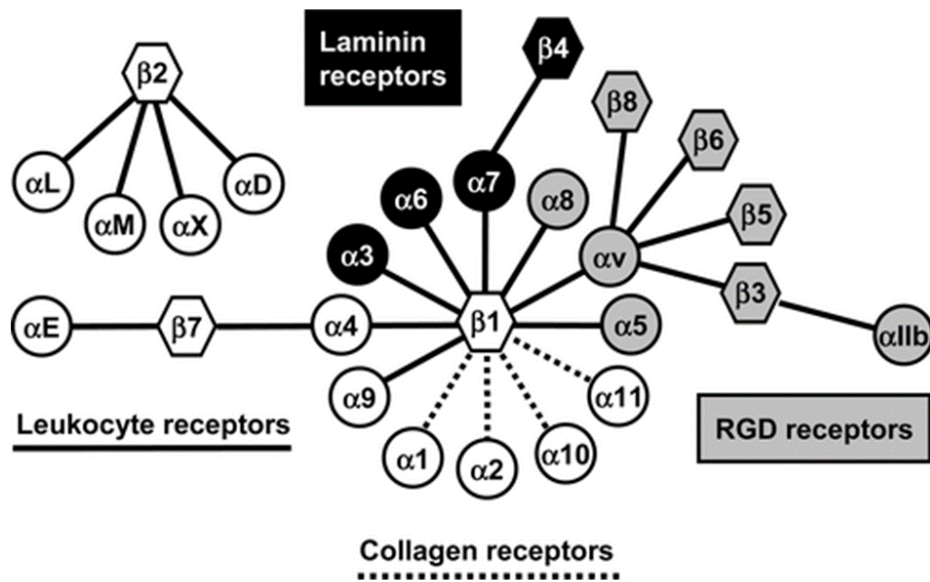 Laminin
receptors
β4
β2
β8
β6
αL
αM
αX
αD
α6
α7
α8
β5
α3
αv
β3
αE
β7
α4
β1
α5
αIIb
α9
α11
Leukocyte receptors
RGD receptors
α1
α2
α10
Collagen receptors